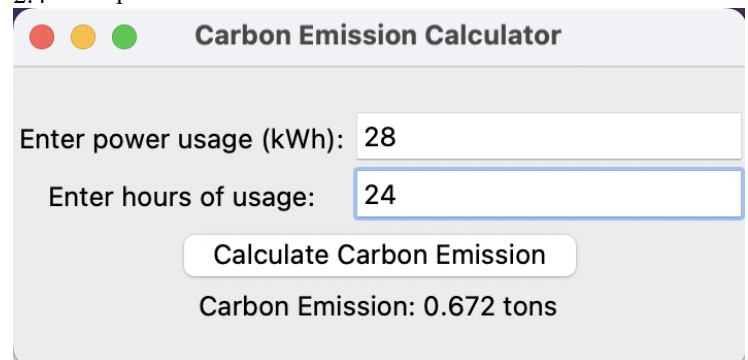 Carbon Emission Calculator
Enter power usage (kWh): 28
Enter hours of usage: 24
Calculate Carbon Emission
Carbon Emission: 0.672 tons